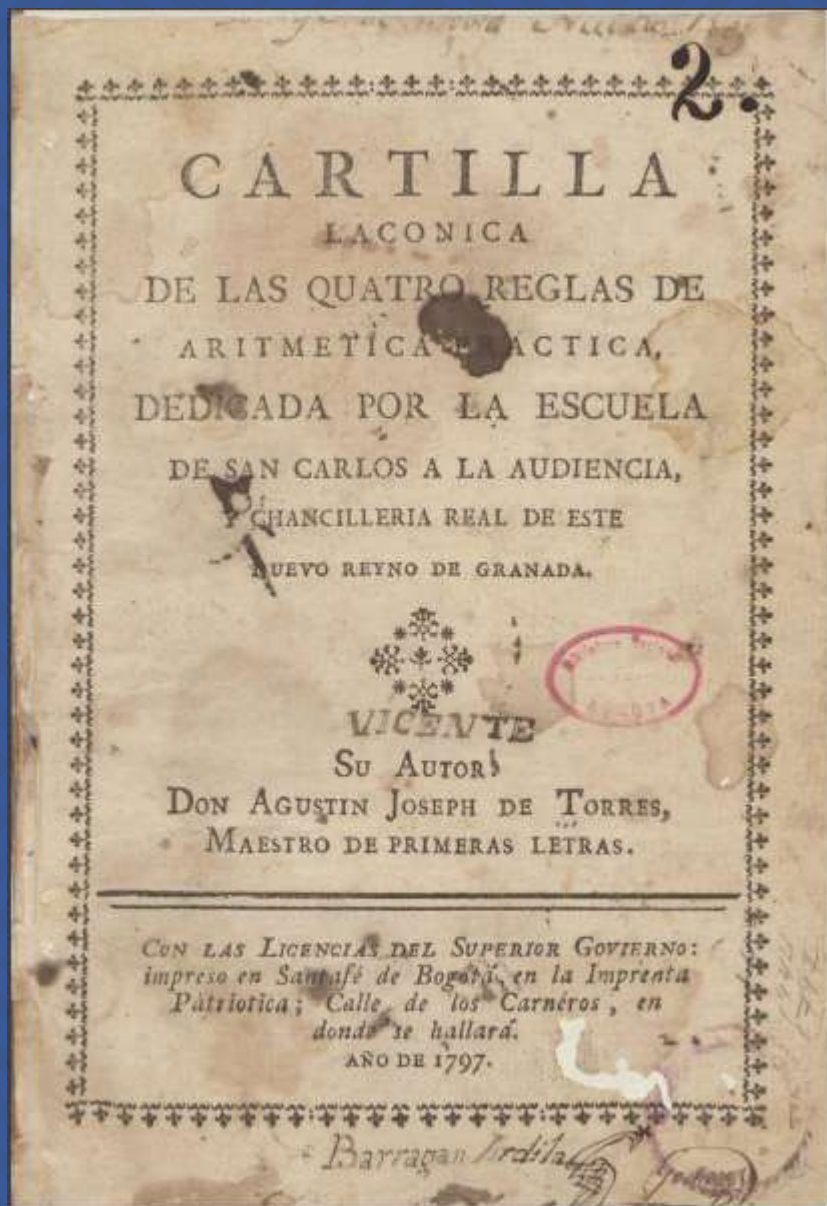 2.
CARTILLA
LACONICA
DE LAS QUATRO REGLAS DE
ARITMETICA PRACTICA,
DEDICADA POR LA ESCUELA
DE SAN CARLOS A LA AUDIENCIA,
Y CHANCILLERIA REAL DE ESTE
NUEVO REYNO DE GRANADA.
VICENTE
SU AUTOR
DON AGUSTIN JOSEPH DE TORRES,
MAESTRO DE PRIMERAS LETRAS.
CON LAS LICENCIAS DEL SUPERIOR GOVIERNO:
impreso en Santafé de Bogotá, en la Imprenta
Pátriotica; Calle de los Carnéros, en
donde se hallará.
AÑO DE 1797.
Barragan